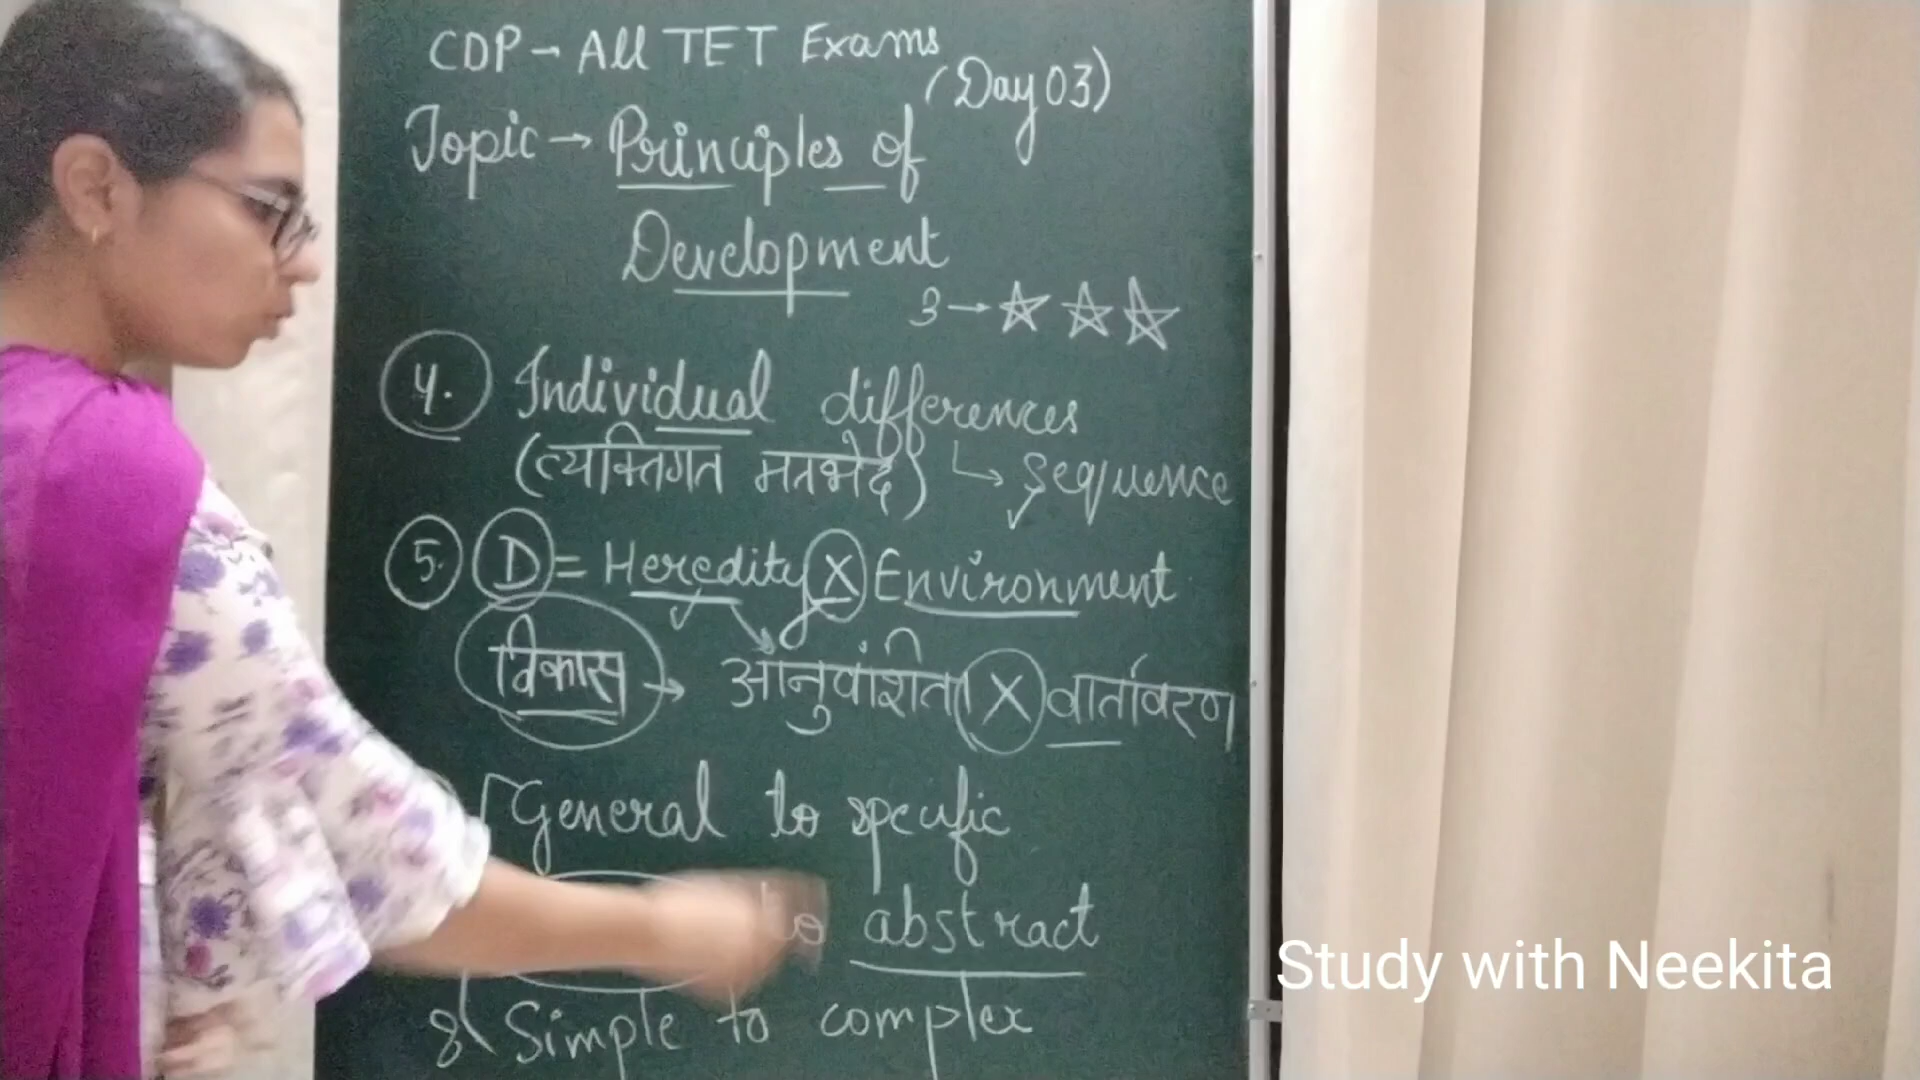 CDP - All TET Exams
(Day 03)
Topic → Principles of
Development
3 → ☆ ☆ ☆
4. Individual differences
(व्यक्तिगत मतभेद) ↳ Sequence
5. D = Heredity X Environment
विकास → आनुवंशिता X वार्तावरण
General to specific
to abstract
8 Simple to complex
Study with Neekita